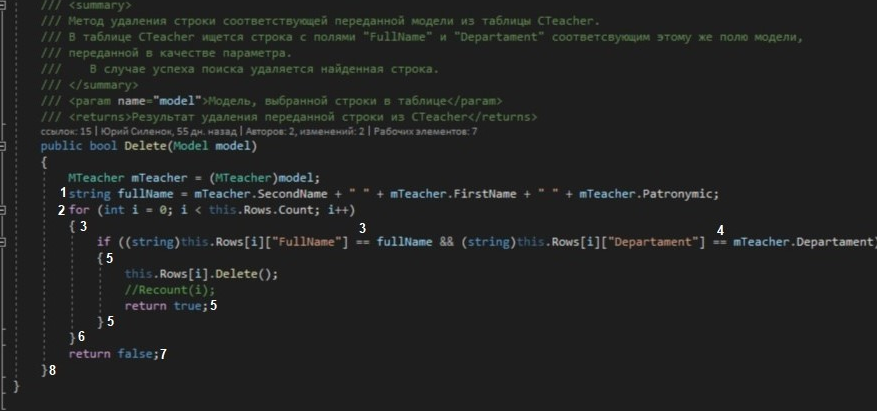 /// <summary>
/// Метод удаления строки соответствующей переданной модели из таблицы CTeacher.
/// В таблице CTeacher ищется строка с полями "FullName" и "Departament" соответсвующим этому же полю модели,
/// переданной в качестве параметра.
///    В случае успеха поиска удаляется найденная строка.
/// </summary>
/// <param name="model">Модель, выбранной строки в таблице</param>
/// <returns>Результат удаления переданной строки из CTeacher</returns>
ссылок: 15 | Юрий Силенок, 55 дн. назад | Авторов: 2, изменений: 2 | Рабочих элементов: 7
public bool Delete(Model model)
{
MTeacher mTeacher = (MTeacher)model;
1 string fullName = mTeacher.SecondName + " " + mTeacher.FirstName + " " + mTeacher.Patronymic;
2 for (int i = 0; i < this.Rows.Count; i++)
{ 3
3 4
if ((string)this.Rows[i]["FullName"] == fullName && (string)this.Rows[i]["Departament"] == mTeacher.Departament)
{ 5
this.Rows[i].Delete();
//Recount(i);
return true; 5
} 5
} 6
return false; 7
} 8
}